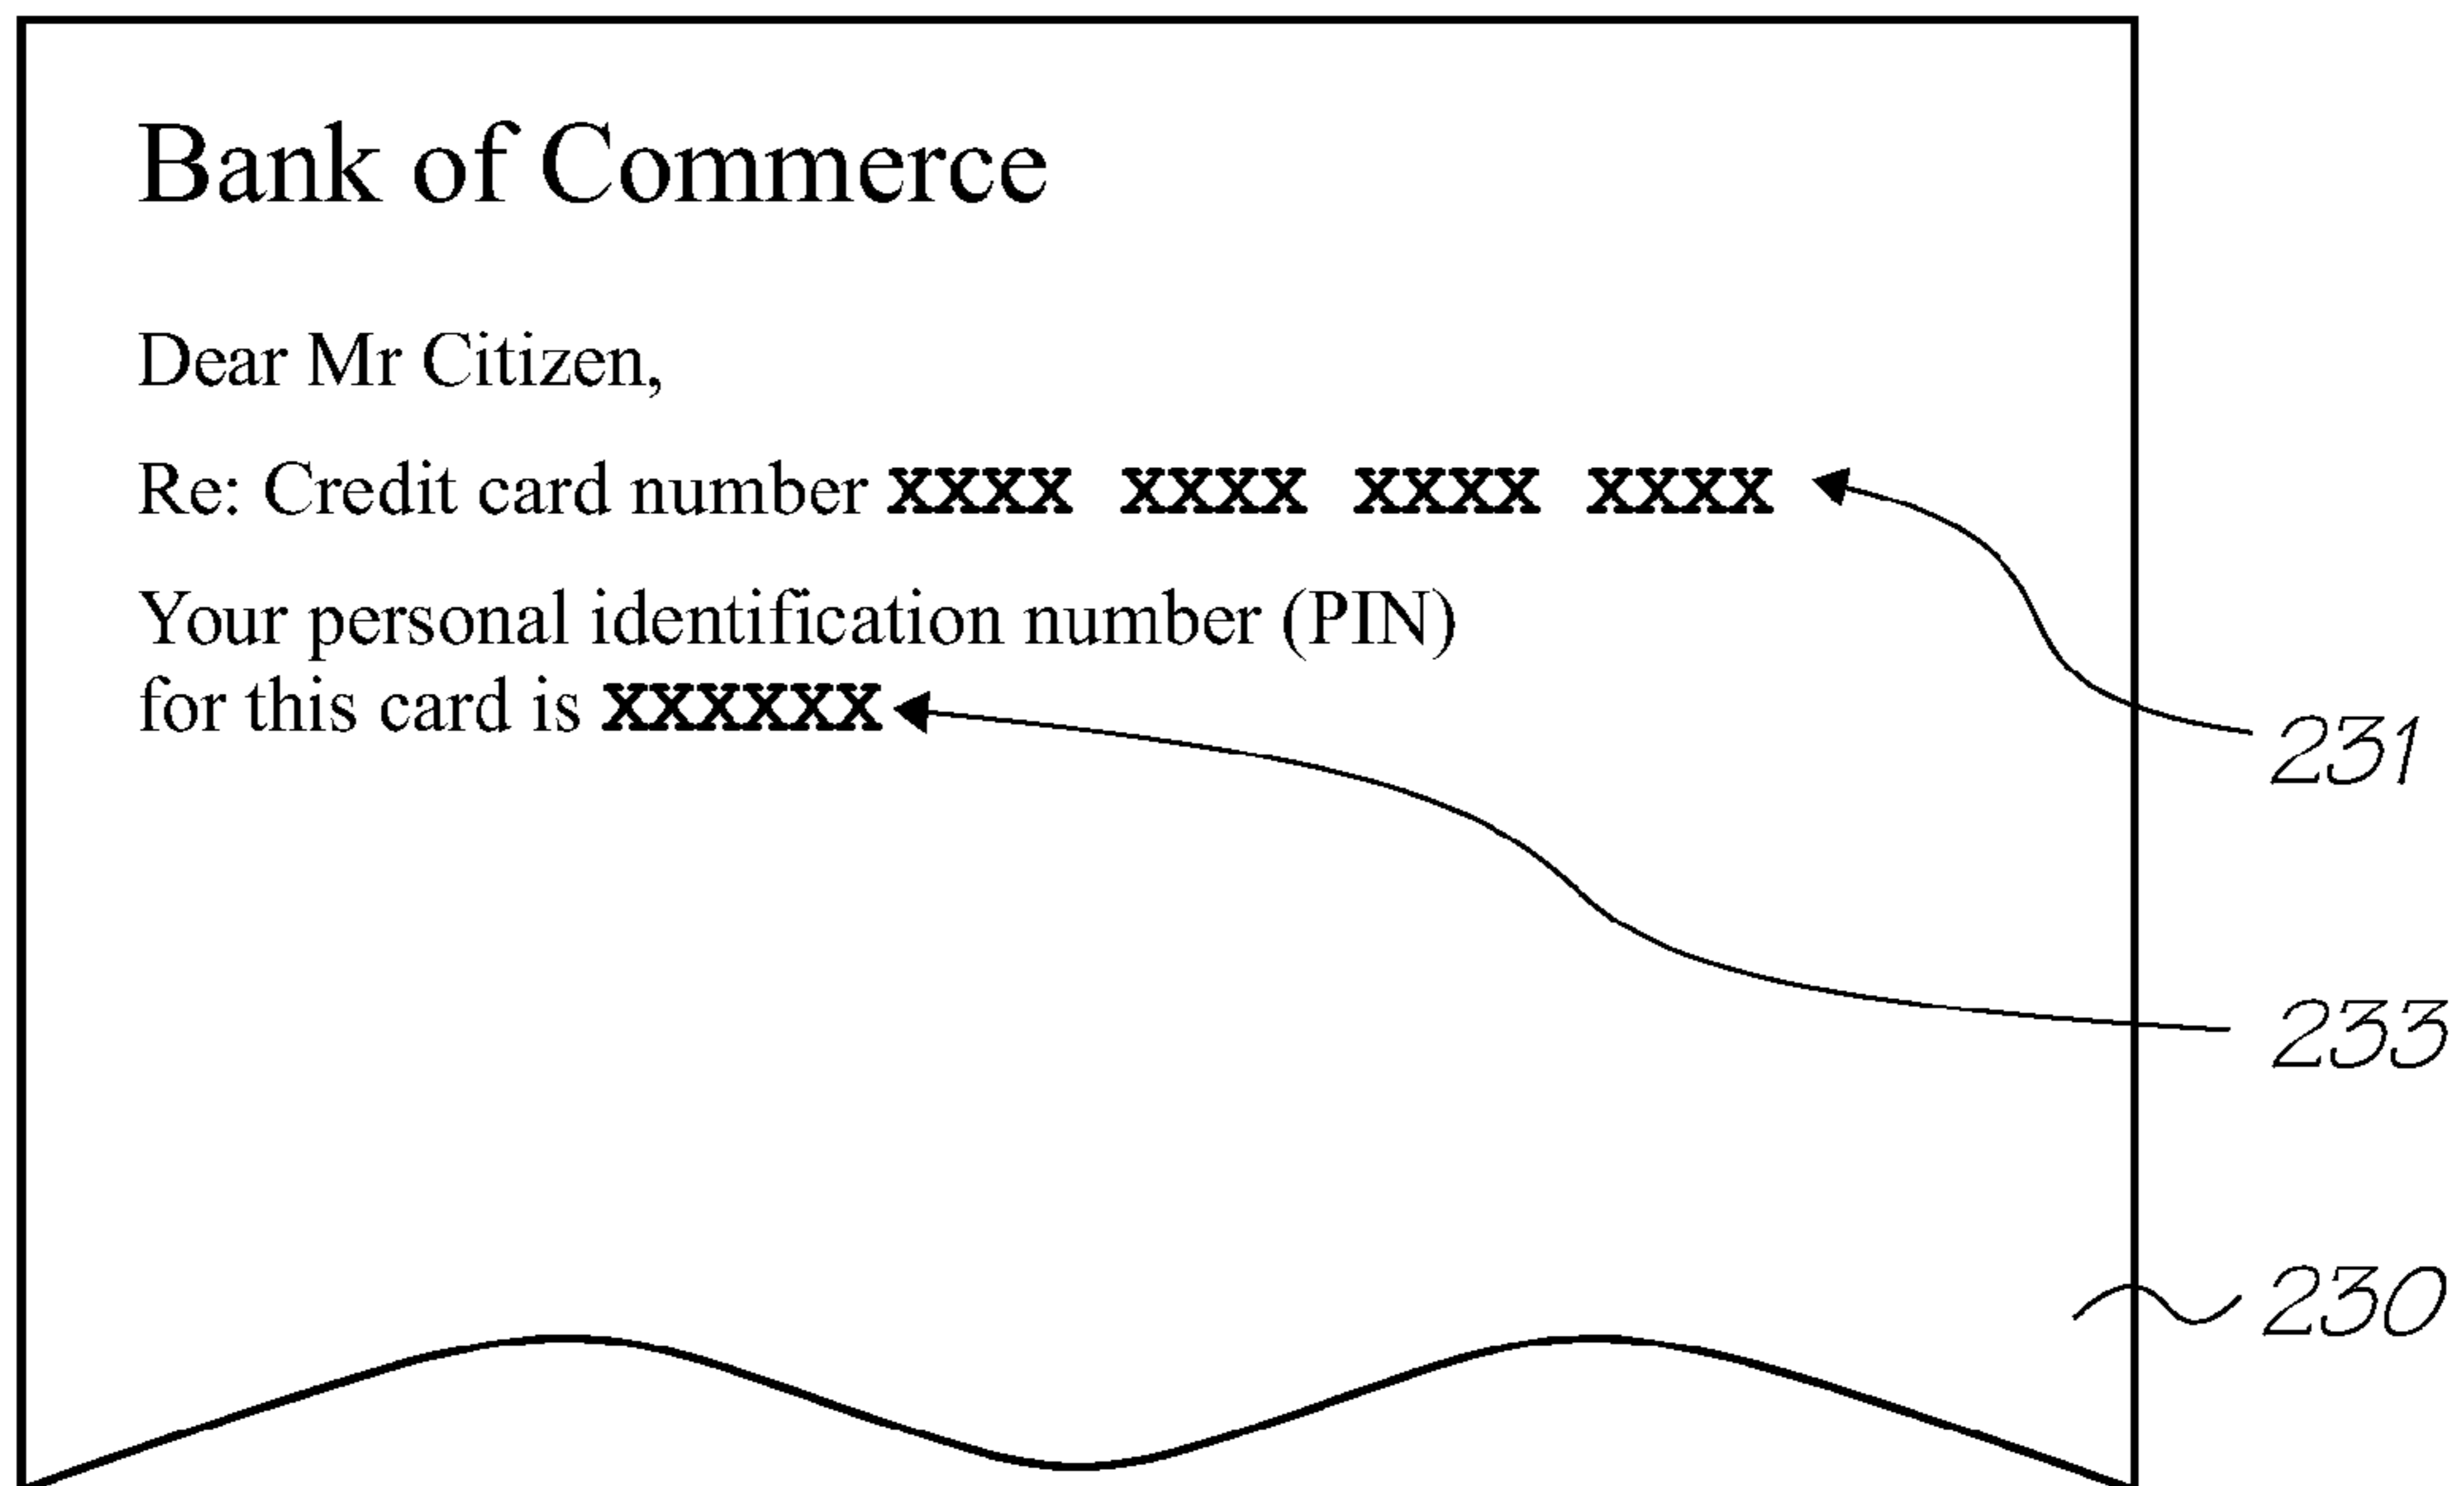 Bank of Commerce
Dear Mr Citizen,
Re: Credit card number xxxx xxxx xxxx xxxx
Your personal identification number (PIN)
for this card is xxxxxx
231
233
230